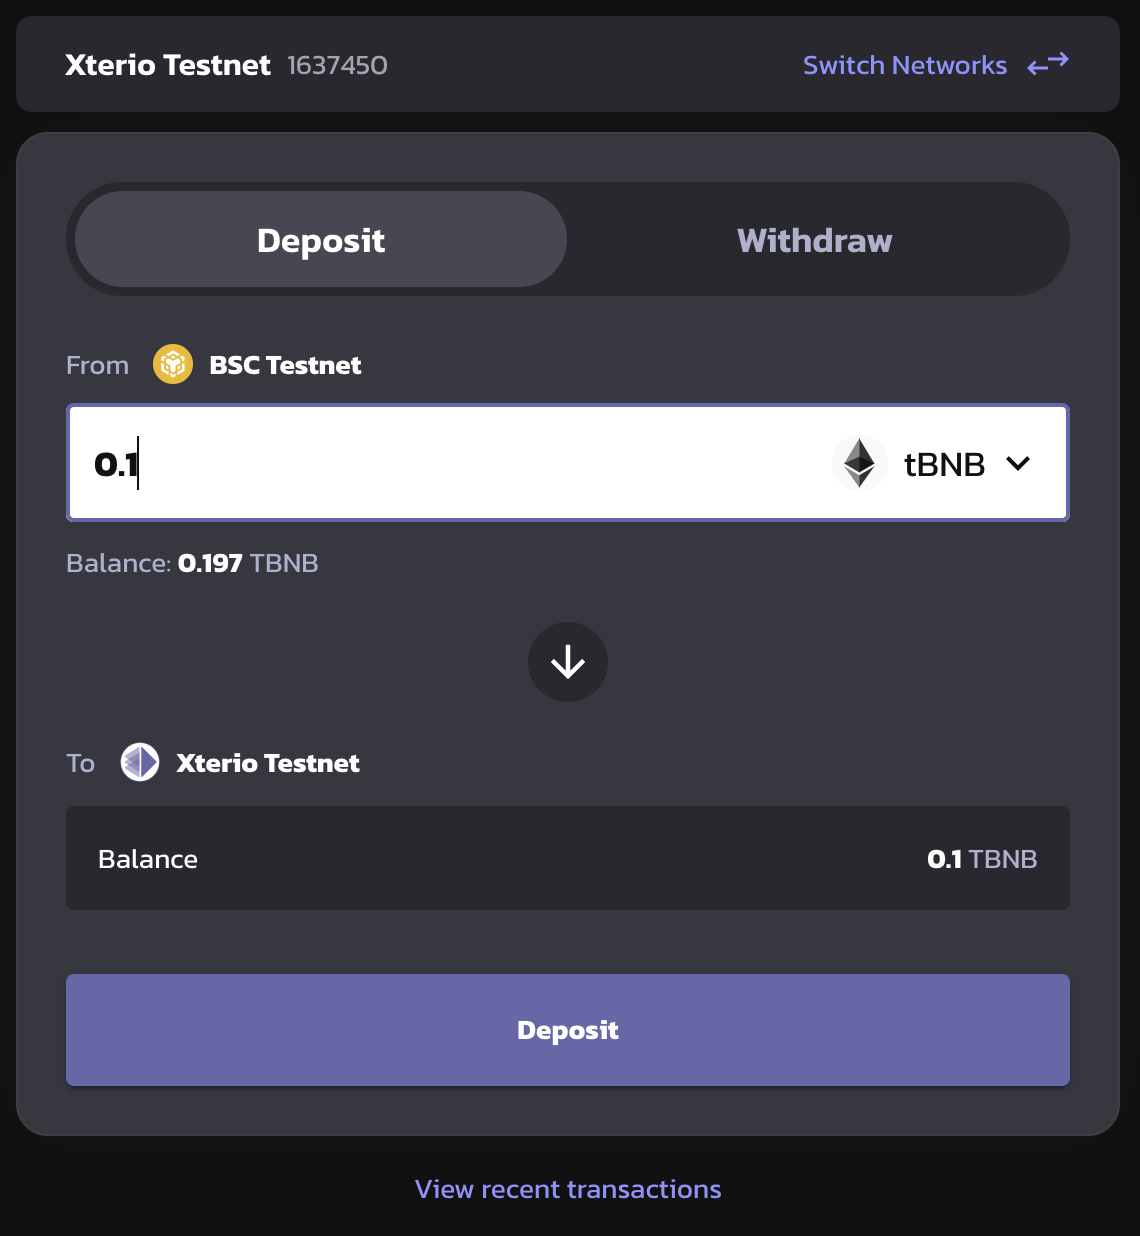 Xterio Testnet 1637450 Switch Networks
Deposit Withdraw
From BSC Testnet
0.1 tBNB
Balance: 0.197 TBNB
To Xterio Testnet
Balance 0.1 TBNB
Deposit
View recent transactions